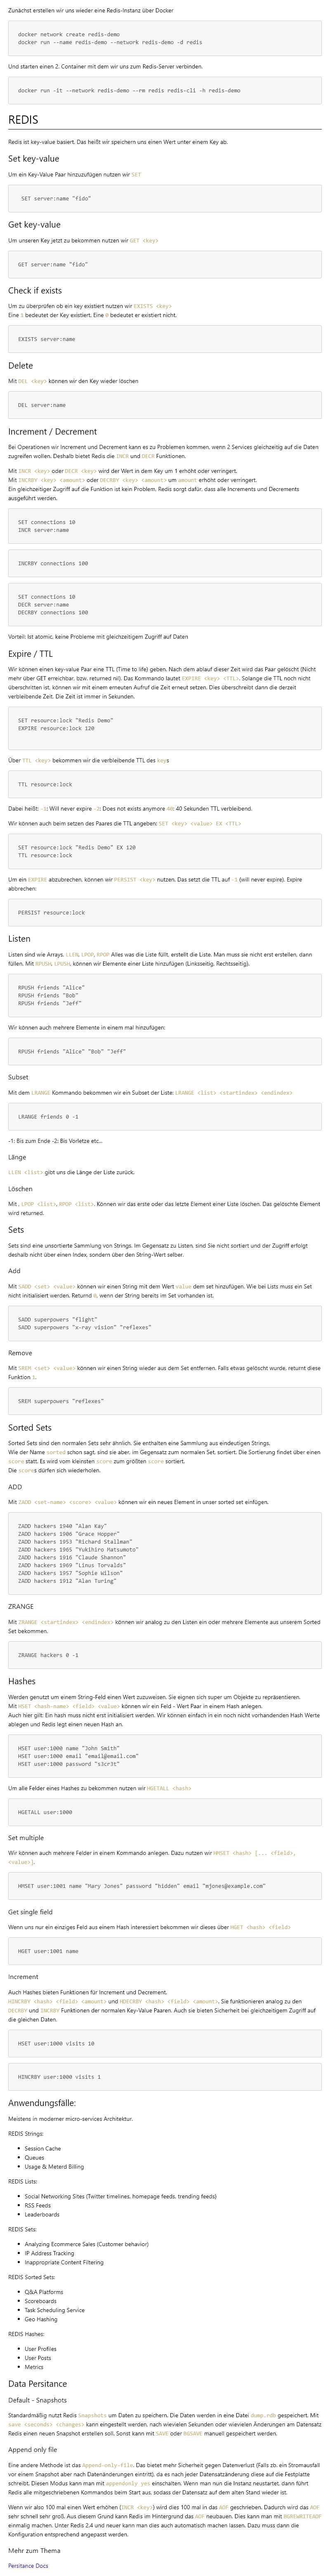 Zunächst erstellen wir uns wieder eine Redis-Instanz über Docker
docker network create redis-demo
docker run --name redis-demo --network redis-demo -d redis
Und starten einen 2. Container mit dem wir uns zum Redis-Server verbinden.
docker run -it --network redis-demo --rm redis redis-cli -h redis-demo
REDIS
Redis ist key-value basiert. Das heißt wir speichern uns einen Wert unter einem Key ab.
Set key-value
Um ein Key-Value Paar hinzuzufügen nutzen wir SET
SET server:name "fido"
Get key-value
Um unseren Key jetzt zu bekommen nutzen wir GET <key>
GET server:name "fido"
Check if exists
Um zu überprüfen ob ein key existiert nutzen wir EXISTS <key>
Eine 1 bedeutet der Key existiert. Eine 0 bedeutet er existiert nicht.
EXISTS server:name
Delete
Mit DEL <key> können wir den Key wieder löschen
DEL server:name
Increment / Decrement
Bei Operationen wir Increment und Decrement kann es zu Problemen kommen, wenn 2 Services gleichzeitig auf die Daten
zugreifen wollen. Deshalb bietet Redis die INCR und DECR Funktionen.
Mit INCR <key> oder DECR <key> wird der Wert in dem Key um 1 erhöht oder verringert.
Mit INCRBY <key> <amount> oder DECRBY <key> <amount> um amount erhöht oder verringert.
Ein gleichzeitiger Zugriff auf die Funktion ist kein Problem, Redis sorgt dafür, dass alle Increments und Decrements
ausgeführt werden.
SET connections 10
INCR server:name
INCRBY connections 100
SET connections 10
DECR server:name
DECRBY connections 100
Vorteil: Ist atomic, keine Probleme mit gleichzeitigem Zugriff auf Daten
Expire / TTL
Wir können einen key-value Paar eine TTL (Time to life) geben. Nach dem ablauf dieser Zeit wird das Paar gelöscht (Nicht
mehr über GET erreichbar, bzw. returned nil). Das Kommando lautet EXPIRE <key> <TTL>. Solange die TTL noch nicht
überschritten ist, können wir mit einem erneuten Aufruf die Zeit erneut setzen. Dies überschreibt dann die derzeit
verbleibende Zeit. Die Zeit ist immer in Sekunden.
SET resource:lock "Redis Demo"
EXPIRE resource:lock 120
Über TTL <key> bekommen wir die verbleibende TTL des keys
TTL resource:lock
Dabei heißt: -1: Will never expire -2: Does not exists anymore 40: 40 Sekunden TTL verbleibend.
Wir können auch beim setzen des Paares die TTL angeben: SET <key> <value> EX <TTL>
SET resource:lock "Redis Demo" EX 120
TTL resource:lock
Um ein EXPIRE abzubrechen, können wir PERSIST <key> nutzen. Das setzt die TTL auf -1 (will never expire). Expire
abbrechen:
PERSIST resource:lock
Listen
Listen sind wie Arrays. LLEN, LPOP, RPOP Alles was die Liste füllt, erstellt die Liste. Man muss sie nicht erst erstellen, dann
füllen. Mit RPUSH, LPUSH, können wir Elemente einer Liste hinzufügen (Linksseitig, Rechtsseitig).
RPUSH friends "Alice"
RPUSH friends "Bob"
RPUSH friends "Jeff"
Wir können auch mehrere Elemente in einem mal hinzufügen:
RPUSH friends "Alice" "Bob" "Jeff"
Subset
Mit dem LRANGE Kommando bekommen wir ein Subset der Liste: LRANGE <list> <startindex> <endindex>
LRANGE friends 0 -1
-1: Bis zum Ende -2: Bis Vorletze etc...
Länge
LLEN <list> gibt uns die Länge der Liste zurück.
Löschen
Mit , LPOP <list>, RPOP <list>. Können wir das erste oder das letzte Element einer Liste löschen. Das gelöschte Element
wird returned.
Sets
Sets sind eine unsortierte Sammlung von Strings. Im Gegensatz zu Listen, sind Sie nicht sortiert und der Zugriff erfolgt
deshalb nicht über einen Index, sondern über den String-Wert selber.
Add
Mit SADD <set> <value> können wir einen String mit dem Wert value dem set hinzufügen. Wie bei Lists muss ein Set
nicht initialisiert werden. Returnd 0, wenn der String bereits im Set vorhanden ist.
SADD superpowers "flight"
SADD superpowers "x-ray vision" "reflexes"
Remove
Mit SREM <set> <value> können wir einen String wieder aus dem Set entfernen. Falls etwas gelöscht wurde, returnt diese
Funktion 1.
SREM superpowers "reflexes"
Sorted Sets
Sorted Sets sind den normalen Sets sehr ähnlich. Sie enthalten eine Sammlung aus eindeutigen Strings.
Wie der Name sorted schon sagt, sind sie aber, im Gegensatz zum normalen Set, sortiert. Die Sortierung findet über einen
score statt. Es wird vom kleinsten score zum größten score sortiert.
Die scores dürfen sich wiederholen.
ADD
Mit ZADD <set-name> <score> <value> können wir ein neues Element in unser sorted set einfügen.
ZADD hackers 1940 "Alan Kay"
ZADD hackers 1906 "Grace Hopper"
ZADD hackers 1953 "Richard Stallman"
ZADD hackers 1965 "Yukihiro Matsumoto"
ZADD hackers 1916 "Claude Shannon"
ZADD hackers 1969 "Linus Torvalds"
ZADD hackers 1957 "Sophie Wilson"
ZADD hackers 1912 "Alan Turing"
ZRANGE
Mit ZRANGE <startindex> <endindex> können wir analog zu den Listen ein oder mehrere Elemente aus unserem Sorted
Set bekommen.
ZRANGE hackers 0 -1
Hashes
Werden genutzt um einem String-Feld einen Wert zuzuweisen. Sie eignen sich super um Objekte zu repräsentieren.
Mit HSET <hash-name> <field> <value> können wir ein Feld - Wert Paar in einem Hash anlegen.
Auch hier gilt: Ein hash muss nicht erst initialisiert werden. Wir können einfach in ein noch nicht vorhandenen Hash Werte
ablegen und Redis legt einen neuen Hash an.
HSET user:1000 name "John Smith"
HSET user:1000 email "email@email.com"
HSET user:1000 password "s3cr3t"
Um alle Felder eines Hashes zu bekommen nutzen wir HGETALL <hash>
HGETALL user:1000
Set multiple
Wir können auch mehrere Felder in einem Kommando anlegen. Dazu nutzen wir HMSET <hash> [... <field>,
<value>].
HMSET user:1001 name "Mary Jones" password "hidden" email "mjones@example.com"
Get single field
Wenn uns nur ein einziges Feld aus einem Hash interessiert bekommen wir dieses über HGET <hash> <field>
HGET user:1001 name
Increment
Auch Hashes bieten Funktionen für Increment und Decrement.
HINCRBY <hash> <field> <amount> und HDECRBY <hash> <field> <amount>. Sie funktionieren analog zu den
DECRBY und INCRBY Funktionen der normalen Key-Value Paaren. Auch sie bieten Sicherheit bei gleichzeitigem Zugriff auf
die gleichen Daten.
HSET user:1000 visits 10
HINCRBY user:1000 visits 1
Anwendungsfälle:
Meistens in moderner micro-services Architektur.
REDIS Strings:
Session Cache
Queues
Usage & Meterd Billing
REDIS Lists:
Social Networking Sites (Twitter timelines, homepage feeds, trending feeds)
RSS Feeds
Leaderboards
REDIS Sets:
Analyzing Ecommerce Sales (Customer behavior)
IP Address Tracking
Inappropriate Content Filtering
REDIS Sorted Sets:
Q&A Platforms
Scoreboards
Task Scheduling Service
Geo Hashing
REDIS Hashes:
User Profiles
User Posts
Metrics
Data Persitance
Default - Snapshots
Standardmäßig nutzt Redis Snapshots um Daten zu speichern. Die Daten werden in eine Datei dump.rdb gespeichert. Mit
save <seconds> <changes> kann eingestellt werden, nach wievielen Sekunden oder wievielen Änderungen am Datensatz
Redis einen neuen Snapshot erstellen soll. Sonst kann mit SAVE oder BGSAVE manuell gespeichert werden.
Append only file
Eine andere Methode ist das Append-only-file. Das bietet mehr Sicherheit gegen Datenverlust (Falls zb. ein Stromausfall
vor einem Snapshot aber nach Datenänderungen eintritt), da es nach jeder Datensatzänderung diese auf die Festplatte
schreibt. Diesen Modus kann man mit appendonly yes einschalten. Wenn man nun die Instanz neustartet, dann führt
Redis alle mitgeschriebenen Kommandos beim Start aus, sodass der Datensatz auf dem alten Stand wieder ist.
Wenn wir also 100 mal einen Wert erhöhen (INCR <key>) wird dies 100 mal in das AOF geschrieben. Dadurch wird das AOF
sehr schnell sehr groß. Aus diesem Grund kann Redis im Hintergrund das AOF neubauen. Dies kann man mit BGREWRITEAOF
einmalig machen. Unter Redis 2.4 und neuer kann man dies auch automatisch machen lassen. Dazu muss dann die
Konfiguration entsprechend angepasst werden.
Mehr zum Thema
Persitance Docs